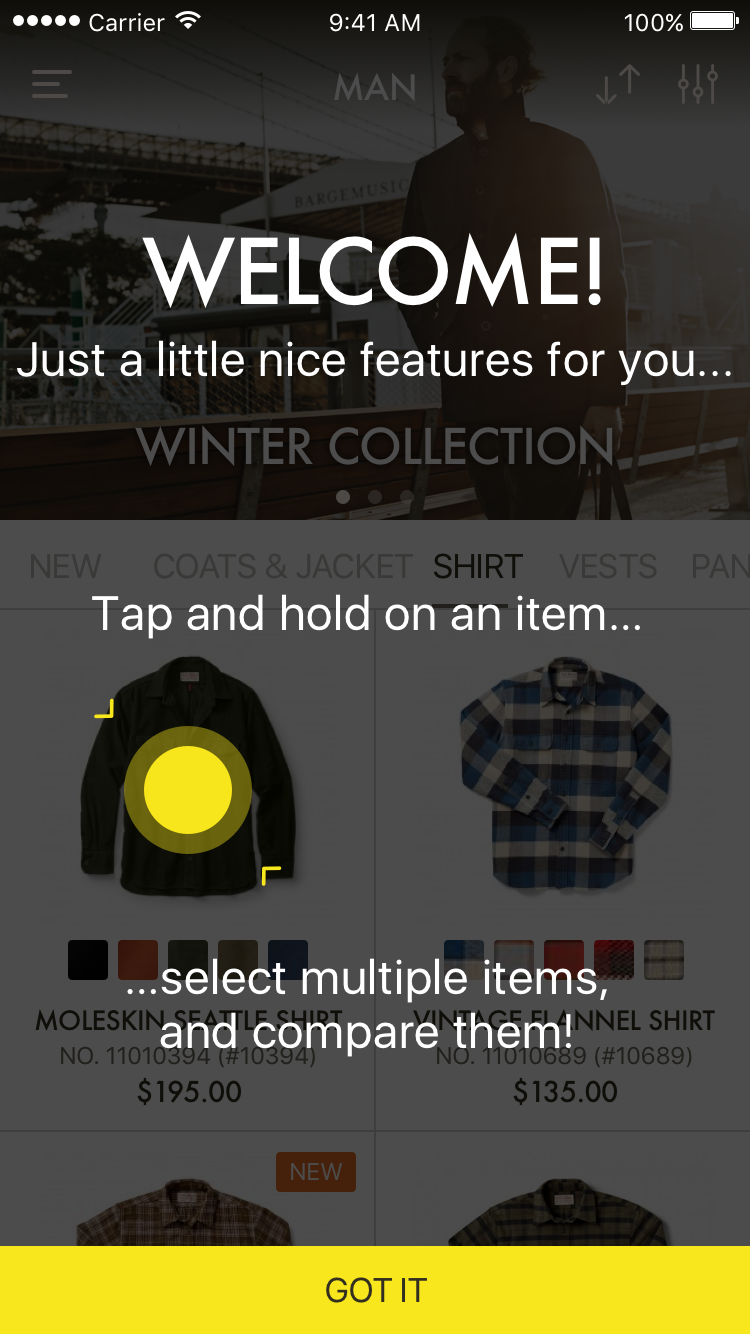 Carrier 9:41 AM 100%
MAN
BARGEMUSIC
WELCOME!
Just a little nice features for you...
WINTER COLLECTION
NEW COATS & JACKET SHIRT VESTS PAN
Tap and hold on an item...
...select multiple items,
and compare them!
MOLESKIN SEATTLE SHIRT
NO. 11010394 (#10394)
$195.00
VINTAGE FLANNEL SHIRT
NO. 11010689 (#10689)
$135.00
NEW
GOT IT